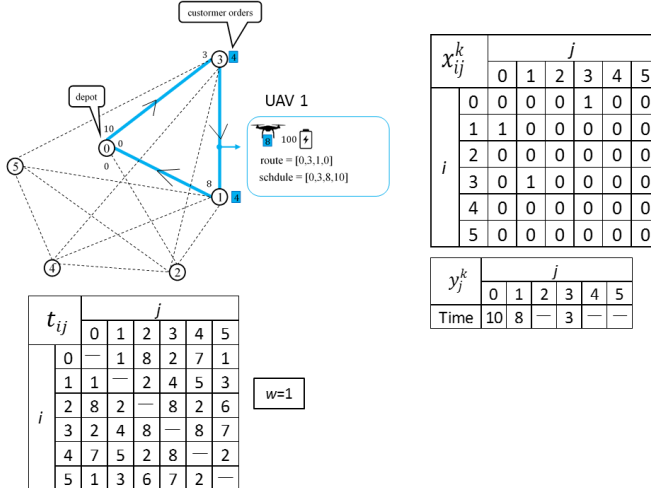 custormer orders
3
3
4
depot
UAV 1
10
0
0
0
8
100
route = [0,3,1,0]
schdule = [0,3,8,10]
5
8
1
4
4
2
x_{ij}^{k} j
0 1 2 3 4 5
i
0 0 0 0 1 0 0
1 1 0 0 0 0 0
2 0 0 0 0 0 0
3 0 1 0 0 0 0
4 0 0 0 0 0 0
5 0 0 0 0 0 0
y_{j}^{k} j
0 1 2 3 4 5
Time 10 8 — 3 — —
t_{ij} j
0 1 2 3 4 5
i
0 — 1 8 2 7 1
1 1 — 2 4 5 3
2 8 2 — 8 2 6
3 2 4 8 — 8 7
4 7 5 2 8 — 2
5 1 3 6 7 2 —
w=1